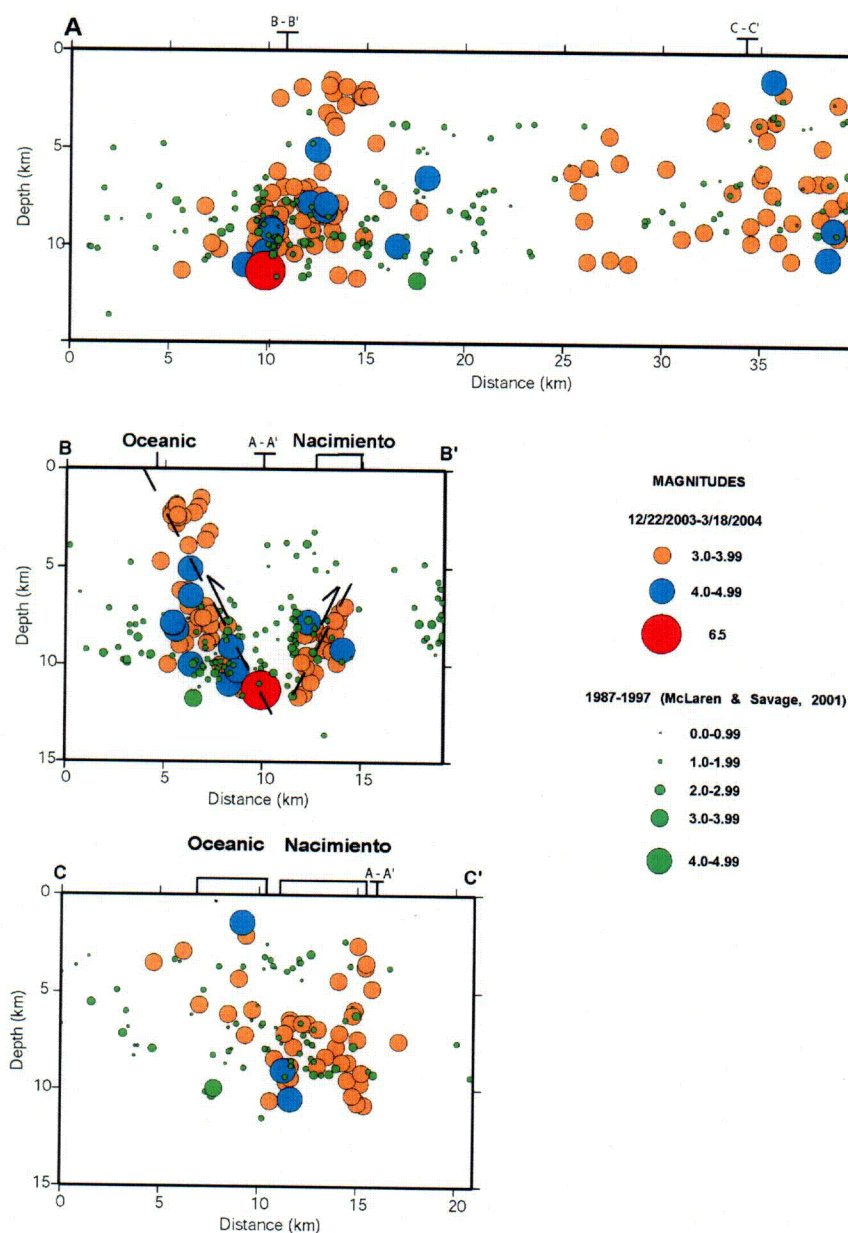 A
B - B'
C - C'
0
5
10
Depth (km)
0
5
10
15
20
25
30
35
Distance (km)
B
Oceanic
A - A'
Nacimiento
B'
0
5
10
15
Depth (km)
0
5
10
15
Distance (km)
MAGNITUDES
12/22/2003-3/18/2004
3.0-3.99
4.0-4.99
6.5
1987-1997 (McLaren & Savage, 2001)
0.0-0.99
1.0-1.99
2.0-2.99
3.0-3.99
4.0-4.99
Oceanic
Nacimiento
C
A - A'
C'
0
5
10
15
Depth (km)
0
5
10
15
20
Distance (km)